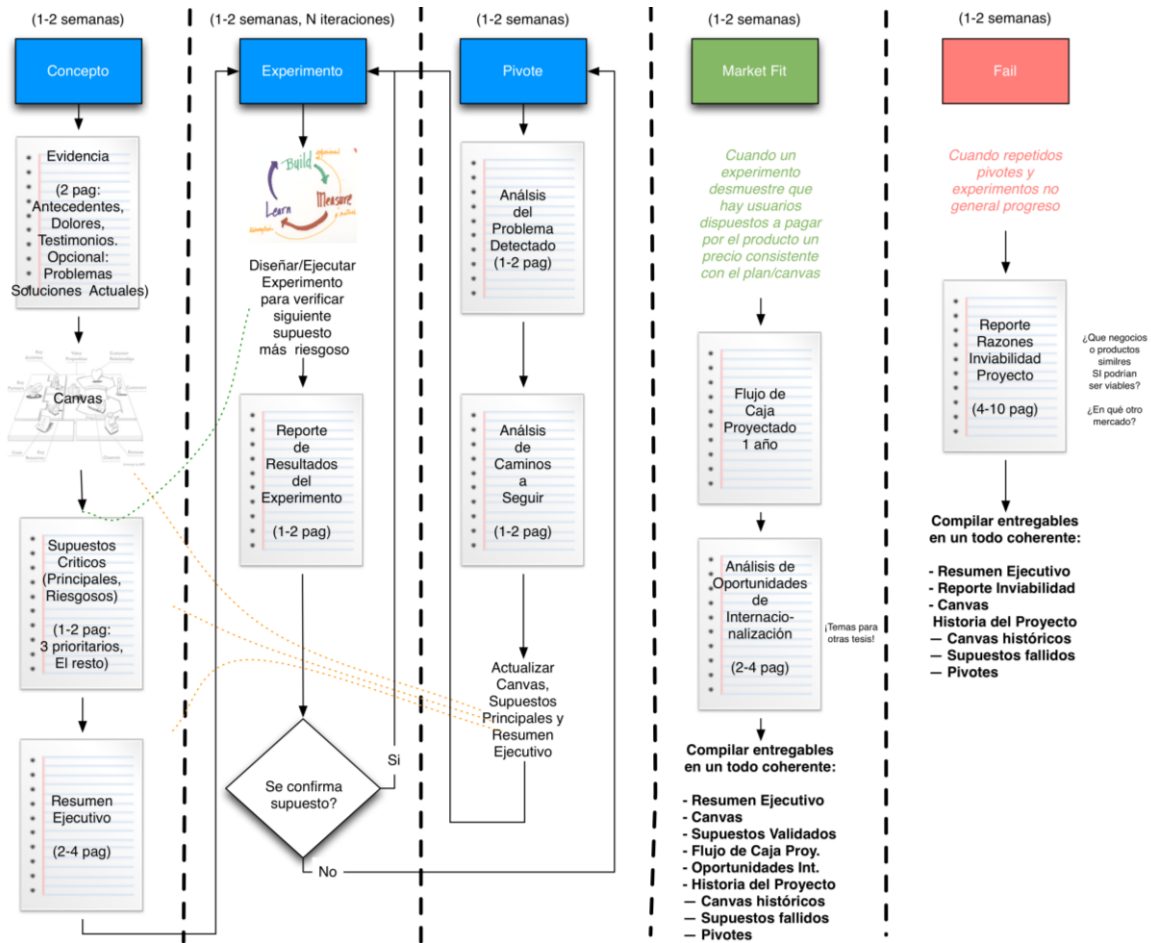 (1-2 semanas)
Concepto
Evidencia
(2 pag:
Antecedentes,
Dolores,
Testimonios.
Opcional:
Problemas
Soluciones Actuales)
Canvas
Supuestos
Criticos
(Principales,
Riesgosos)
(1-2 pag:
3 prioritarios,
El resto)
Resumen
Ejecutivo
(2-4 pag)
(1-2 semanas, N iteraciones)
Experimento
Build
Measure
Learn
Diseñar/Ejecutar
Experimento
para verificar
siguiente
supuesto
más riesgoso
Reporte
de
Resultados
del
Experimento
(1-2 pag)
Se confirma
supuesto?
Si
No
(1-2 semanas)
Pivote
Análsis
del
Problema
Detectado
(1-2 pag)
Análsis
de
Caminos
a
Seguir
(1-2 pag)
Actualizar
Canvas,
Supuestos
Principales y
Resumen
Ejecutivo
(1-2 semanas)
Market Fit
Cuando un
experimento
desmuestre que
hay usuarios
dispuestos a pagar
por el producto un
precio consistente
con el plan/canvas
Flujo de
Caja
Proyectado
1 año
Análisis de
Oportunidades
de
Internacio-
nalización
(2-4 pag)
¡Temas para
otras tesis!
Compilar entregables
en un todo coherente:
- Resumen Ejecutivo
- Canvas
- Supuestos Validados
- Flujo de Caja Proy.
- Oportunidades Int.
- Historia del Proyecto
— Canvas históricos
— Supuestos fallidos
— Pivotes
(1-2 semanas)
Fail
Cuando repetidos
pivotes y
experimentos no
general progreso
Reporte
Razones
Inviabilidad
Proyecto
(4-10 pag)
¿Que negocios
o productos
similres
SI podrían
ser viables?
¿En qué otro
mercado?
Compilar entregables
en un todo coherente:
- Resumen Ejecutivo
- Reporte Inviabilidad
- Canvas
Historia del Proyecto
— Canvas históricos
— Supuestos fallidos
— Pivotes